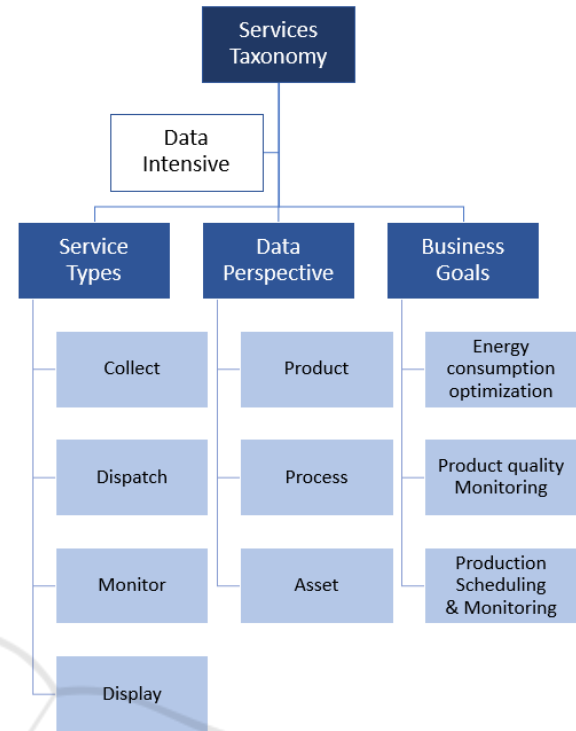 Services
Taxonomy
Data
Intensive
Service
Types
Data
Perspective
Business
Goals
Collect
Product
Energy
consumption
optimization
Dispatch
Process
Product quality
Monitoring
Monitor
Asset
Production
Scheduling
& Monitoring
Display